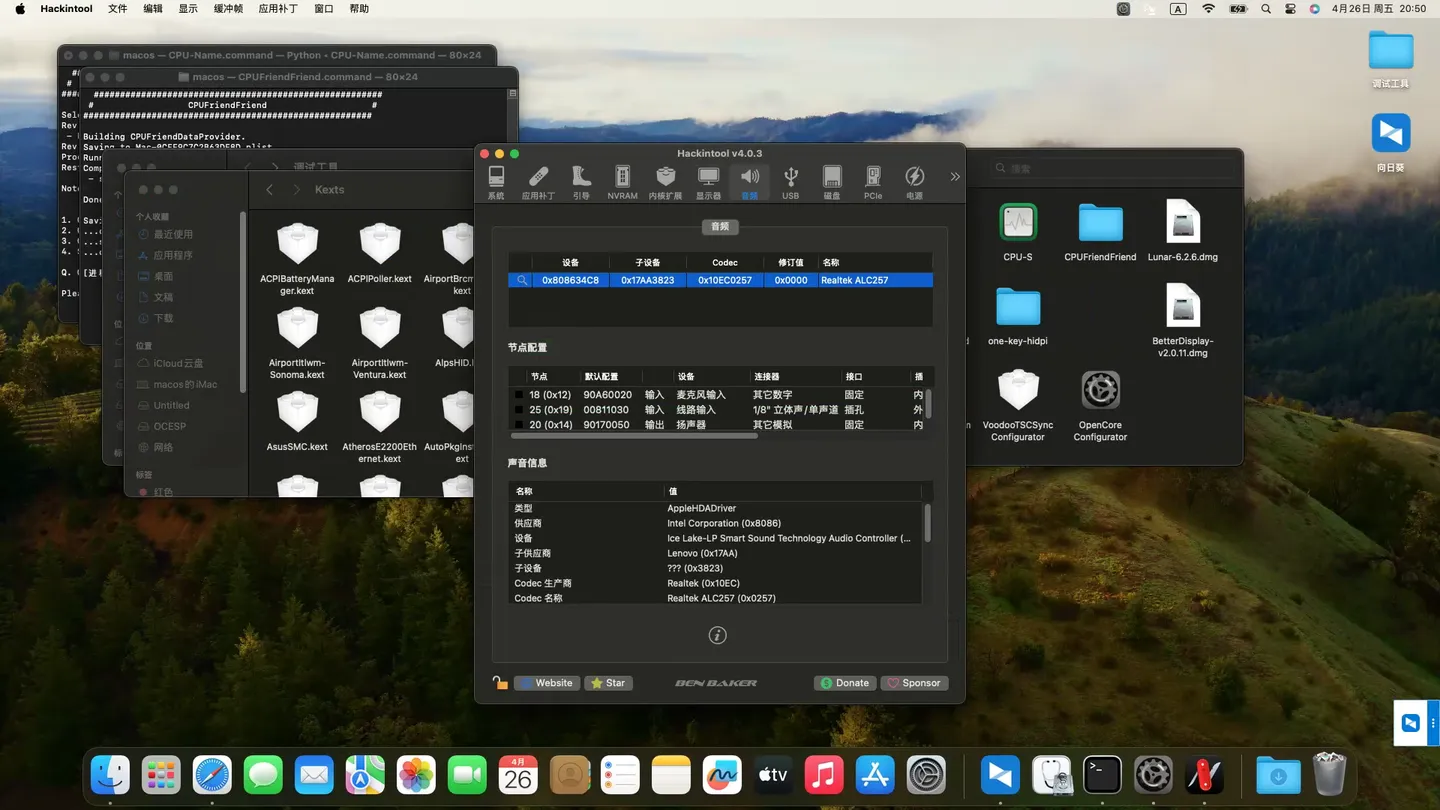 Hackintool 文件 编辑 显示 缓冲帧 应用补丁 窗口 帮助
A 4月26日 周五 20:50
macos — CPU-Name.command — Python • CPU-Name.command — 80×24
macos — CPUFriendFriend.command — 80×24
######################################################
# CPUFriendFriend #
######################################################
Building CPUFriendDataProvider.
调试工具
Kexts
个人收藏
最近使用
应用程序
桌面
文稿
下载
位置
iCloud云盘
macos的iMac
Untitled
OCESP
网络
标签
红色
ACPIBatteryManager.kext
ACPIPoller.kext
AirportItlwm-Sonoma.kext
AirportItlwm-Ventura.kext
AsusSMC.kext
AtherosE2200Ethernet.kext
Hackintool v4.0.3
系统 应用补丁 引导 NVRAM 内核扩展 显示器 音频 USB 磁盘 PCIe 电源
音频
设备 子设备 Codec 修订值 名称
0x808634C8 0x17AA3823 0x10EC0257 0x0000 Realtek ALC257
节点配置
节点 默认配置 设备 连接器 接口 插
18 (0x12) 90A60020 输入 麦克风输入 其它数字 固定 内
25 (0x19) 00811030 输入 线路输入 1/8" 立体声/单声道 插孔 外
20 (0x14) 90170050 输出 扬声器 其它模拟 固定 内
声音信息
名称 值
类型 AppleHDADriver
供应商 Intel Corporation (0x8086)
设备 Ice Lake-LP Smart Sound Technology Audio Controller (...
子供应商 Lenovo (0x17AA)
子设备 ??? (0x3823)
Codec 生产商 Realtek (0x10EC)
Codec 名称 Realtek ALC257 (0x0257)
Website Star BEN BAKER Donate Sponsor
搜索
CPU-S
CPUFriendFriend
Lunar-6.2.6.dmg
one-key-hidpi
BetterDisplay-v2.0.11.dmg
VoodooTSCSync Configurator
OpenCore Configurator
调试工具
向日葵
4月
26
tv